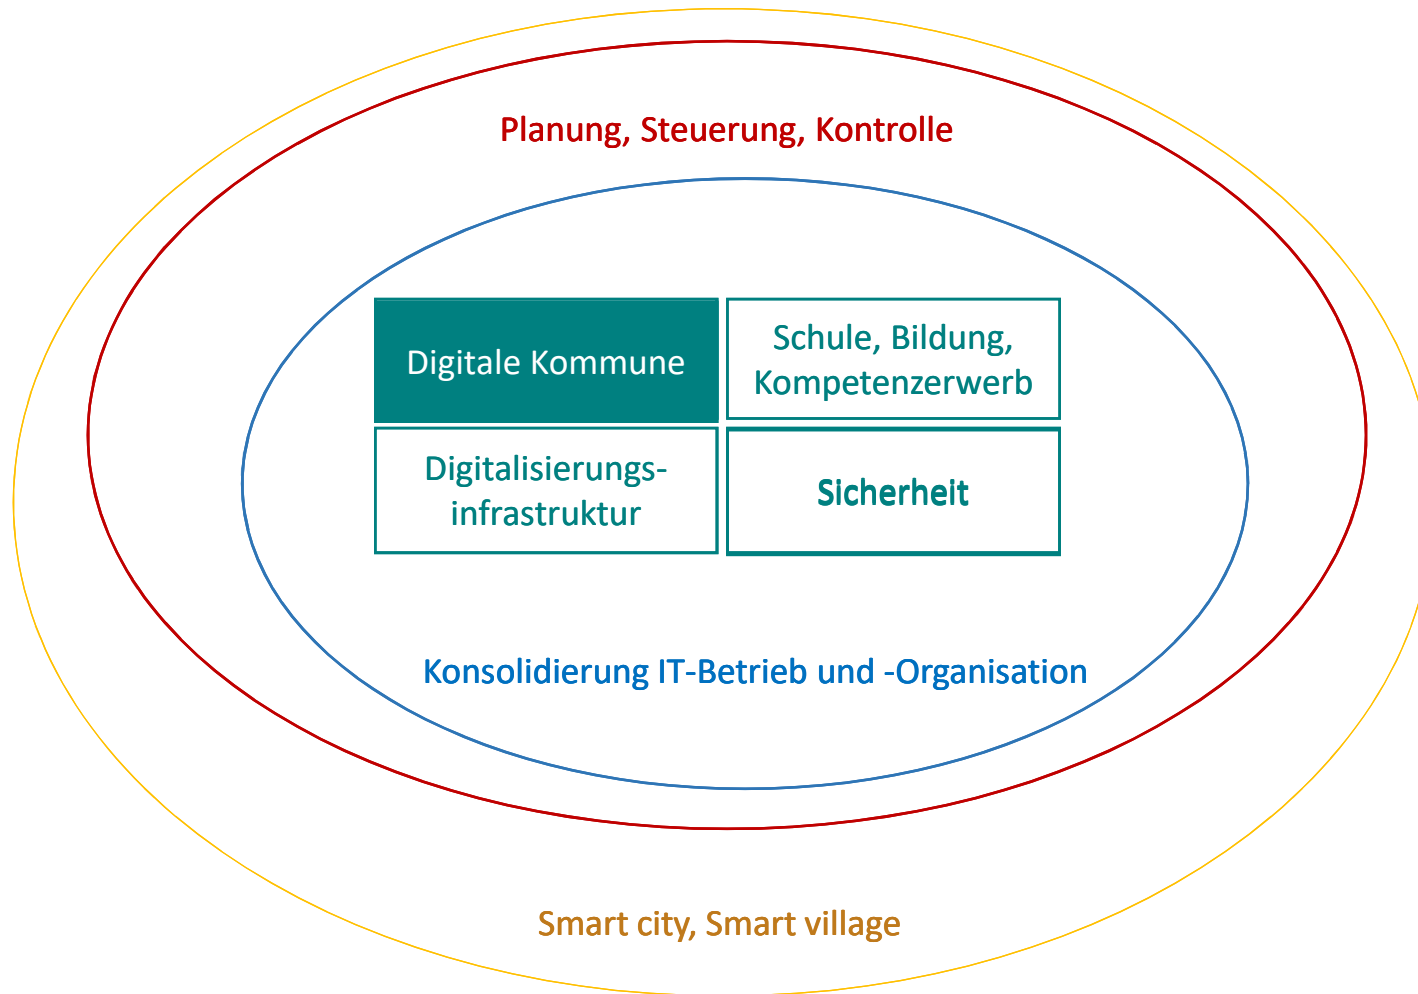 Planung, Steuerung, Kontrolle
Digitale Kommune
Schule, Bildung,
Kompetenzerwerb
Digitalisierungs-
infrastruktur
Sicherheit
Konsolidierung IT-Betrieb und -Organisation
Smart city, Smart village